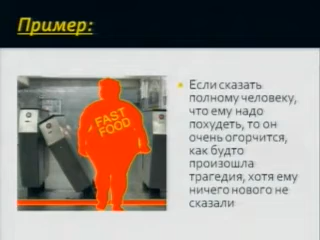 Пример:
FAST
FOOD
Если сказать
полному человеку,
что ему надо
похудеть, то он
очень огорчится,
как будто
произошла
трагедия, хотя ему
ничего нового не
сказали